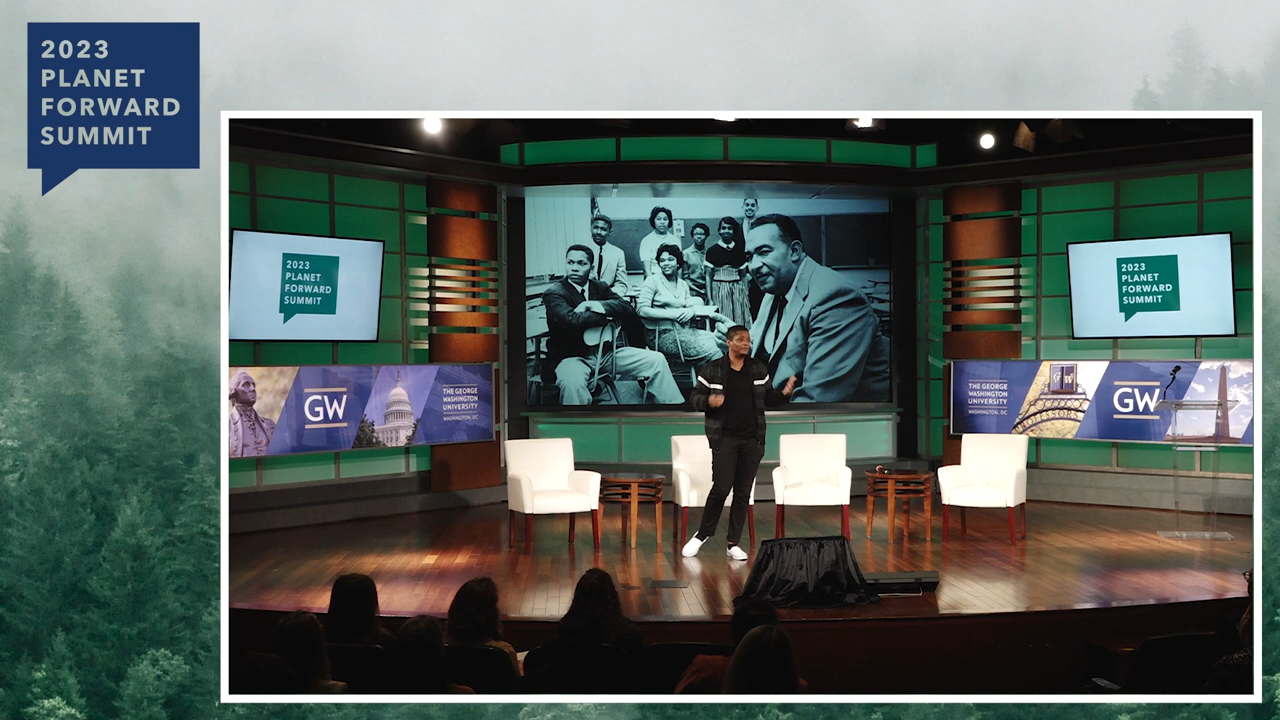 2023
PLANET
FORWARD
SUMMIT
2023
PLANET
FORWARD
SUMMIT
2023
PLANET
FORWARD
SUMMIT
GW
THE GEORGE
WASHINGTON
UNIVERSITY
WASHINGTON, DC
THE GEORGE
WASHINGTON
UNIVERSITY
WASHINGTON, DC
GW